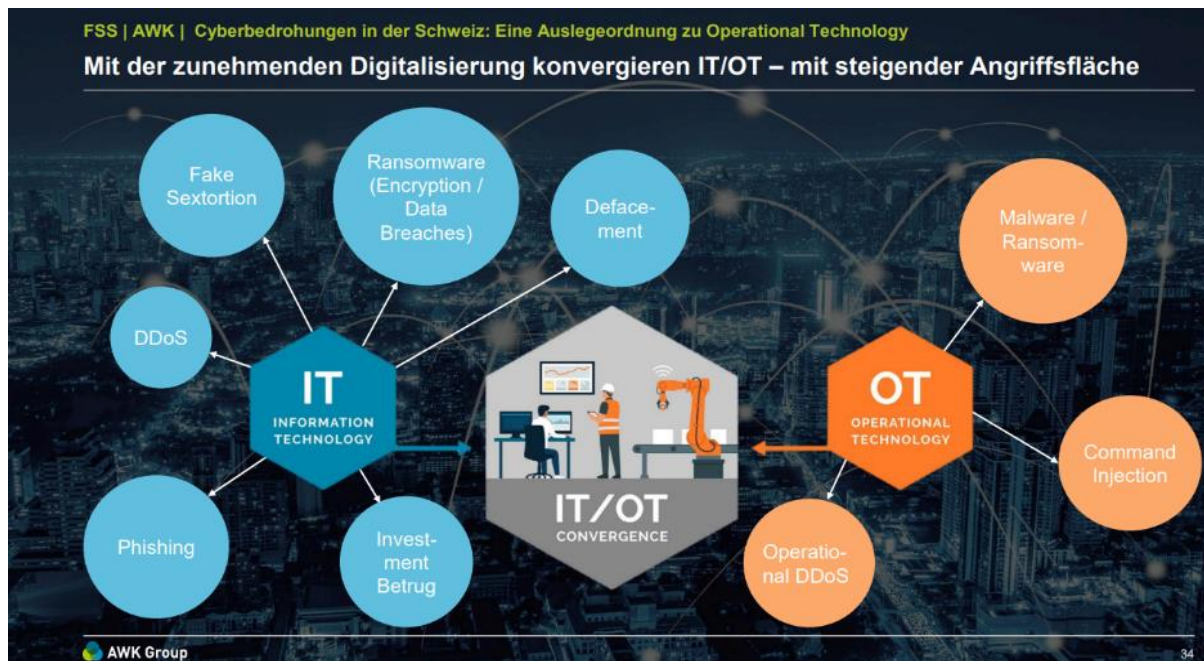 FSS | AWK | Cyberbedrohungen in der Schweiz: Eine Auslegeordnung zu Operational Technology
Mit der zunehmenden Digitalisierung konvergieren IT/OT – mit steigender Angriffsfläche
Fake
Sextortion
Ransomware
(Encryption /
Data
Breaches)
Deface-
ment
Malware /
Ransom-
ware
DDoS
IT
INFORMATION
TECHNOLOGY
OT
OPERATIONAL
TECHNOLOGY
Command
Injection
IT/OT
CONVERGENCE
Phishing
Invest-
ment
Betrug
Operatio-
nal DDoS
AWK Group
34